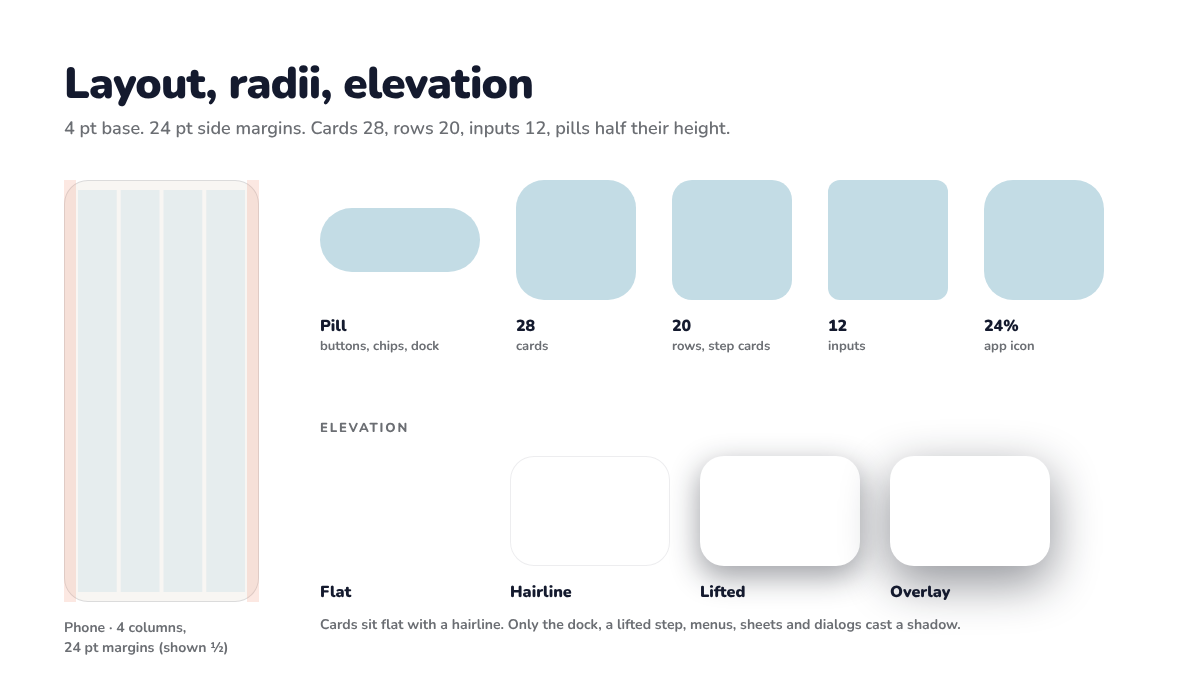 Layout, radii, elevation
4 pt base. 24 pt side margins. Cards 28, rows 20, inputs 12, pills half their height.
Pill
buttons, chips, dock
28
cards
20
rows, step cards
12
inputs
24%
app icon
ELEVATION
Flat
Hairline
Lifted
Overlay
Cards sit flat with a hairline. Only the dock, a lifted step, menus, sheets and dialogs cast a shadow.
Phone · 4 columns,
24 pt margins (shown ½)